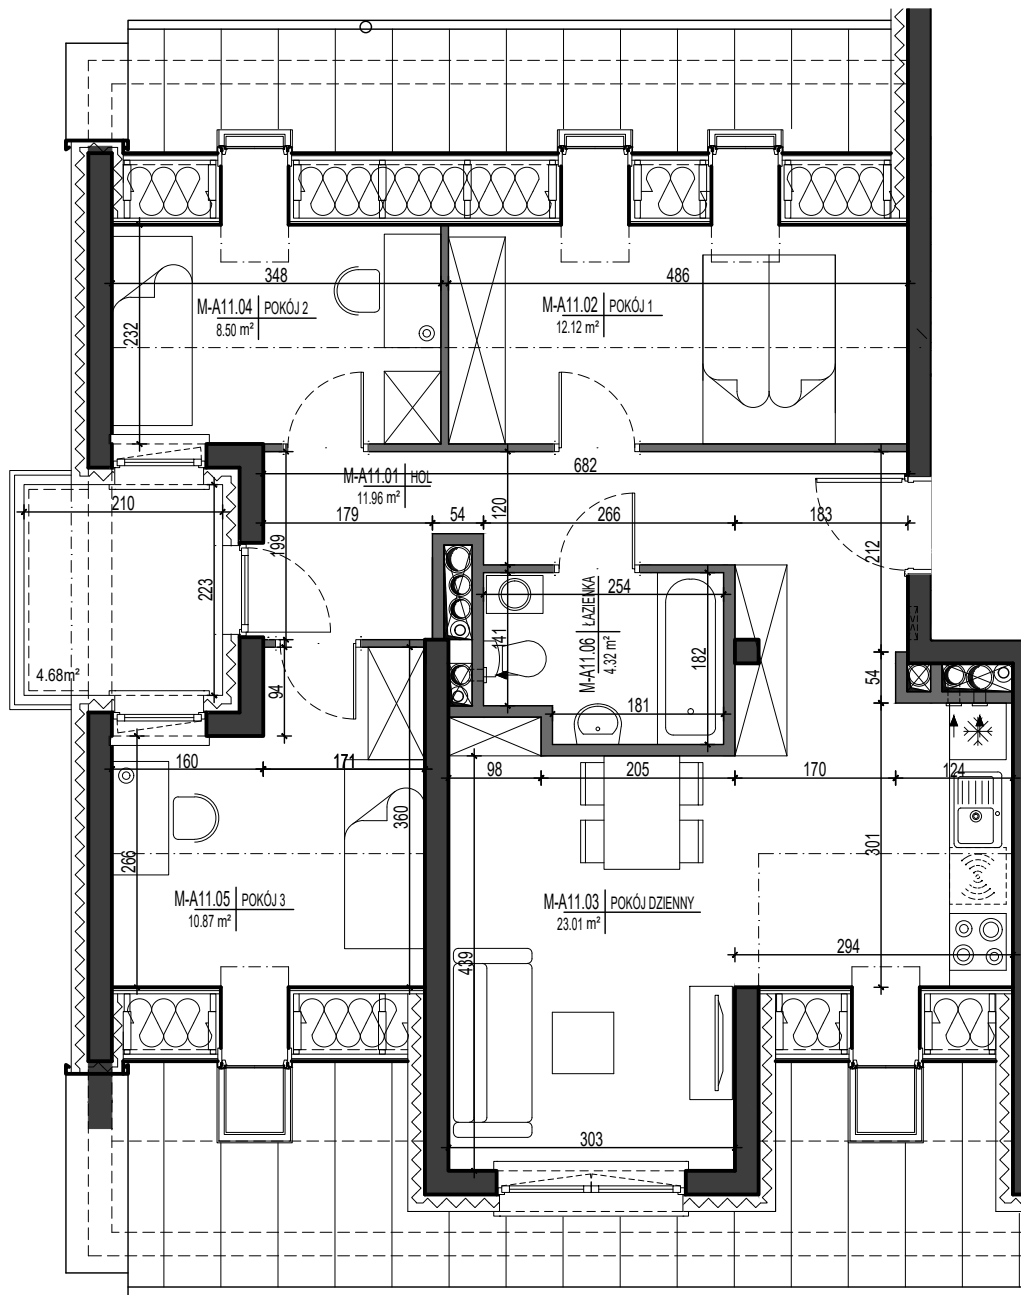 348
486
M-A11.04 POKÓJ 2
8.50 m²
M-A11.02 POKÓJ 1
12.12 m²
232
682
M-A11.01 HOL
11.96 m²
210
179
54
120
266
183
199
212
223
254
M-A11.06 ŁAZIENKA
4.32 m²
141
182
4.68m²
94
54
181
160
171
98
205
170
124
360
266
301
M-A11.05 POKÓJ 3
10.87 m²
M-A11.03 POKÓJ DZIENNY
23.01 m²
439
294
303